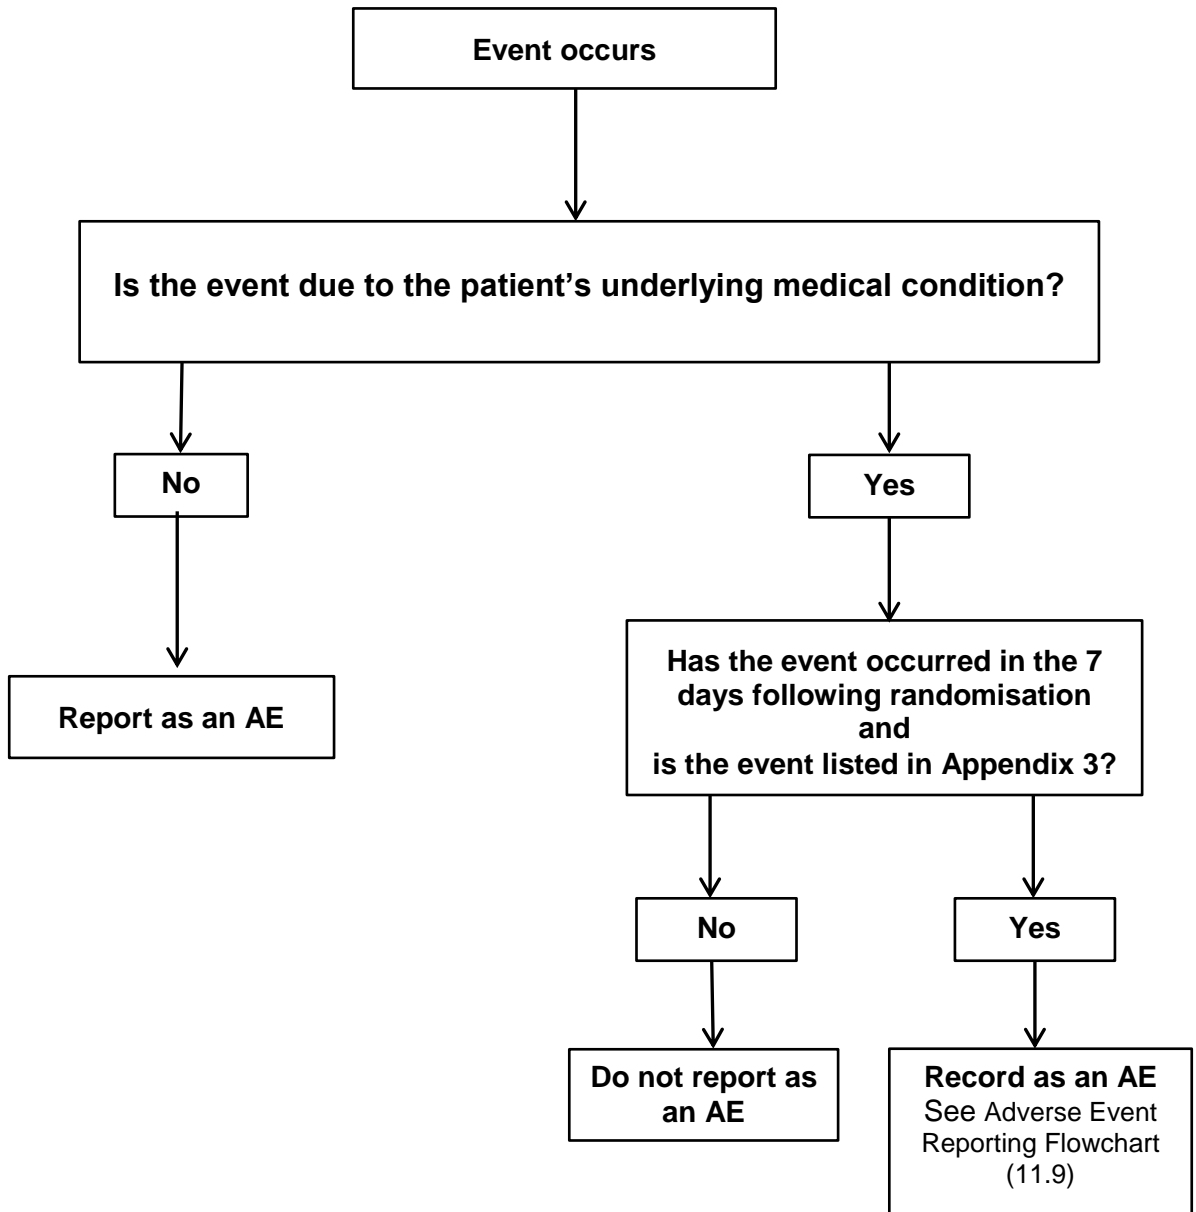 Event occurs
Is the event due to the patient’s underlying medical condition?
No
Yes
Report as an AE
Has the event occurred in the 7
days following randomisation
and
is the event listed in Appendix 3?
No
Yes
Do not report as
an AE
Record as an AE
See Adverse Event
Reporting Flowchart
(11.9)